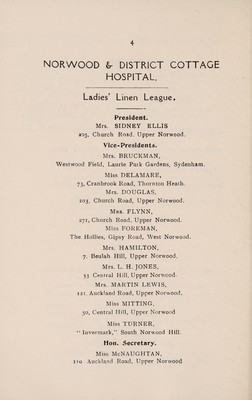 4
NORWOOD & DISTRICT COTTAGE
HOSPITAL.
Ladies' Linen League.
President.
Mrs. SIDNEY ELLIS
203, Church Road, Upper Norwood.
Vice-Presidents.
Mrs. BRUCKMAN,
Westwood Field, Laurie Park Gardens, Sydenham.
Miss DELAMARE,
73, Cranbrook Road, Thornton Heath.
Mrs. DOUGLAS,
203, Church Road, Upper Norwood.
Mrs. FLYNN,
271, Church Road, Upper Norwood.
Miss FOREMAN,
The Hollies, Gipsy Road, West Norwood.
Mrs. HAMILTON,
7, Beulah Hill, Upper Norwood.
Mrs. L. H. JONES,
53 Central Hill, Upper Norwood.
Mrs. MARTIN LEWIS,
121, Auckland Road, Upper Norwood.
Miss MITTING,
50, Central Hill, Upper Norwood
Miss TURNER,
"Invermark," South Norwood Hill.
Hon. Secretary.
Miss McNAUGHTAN,
110 Auckland Road, Upper Norwood